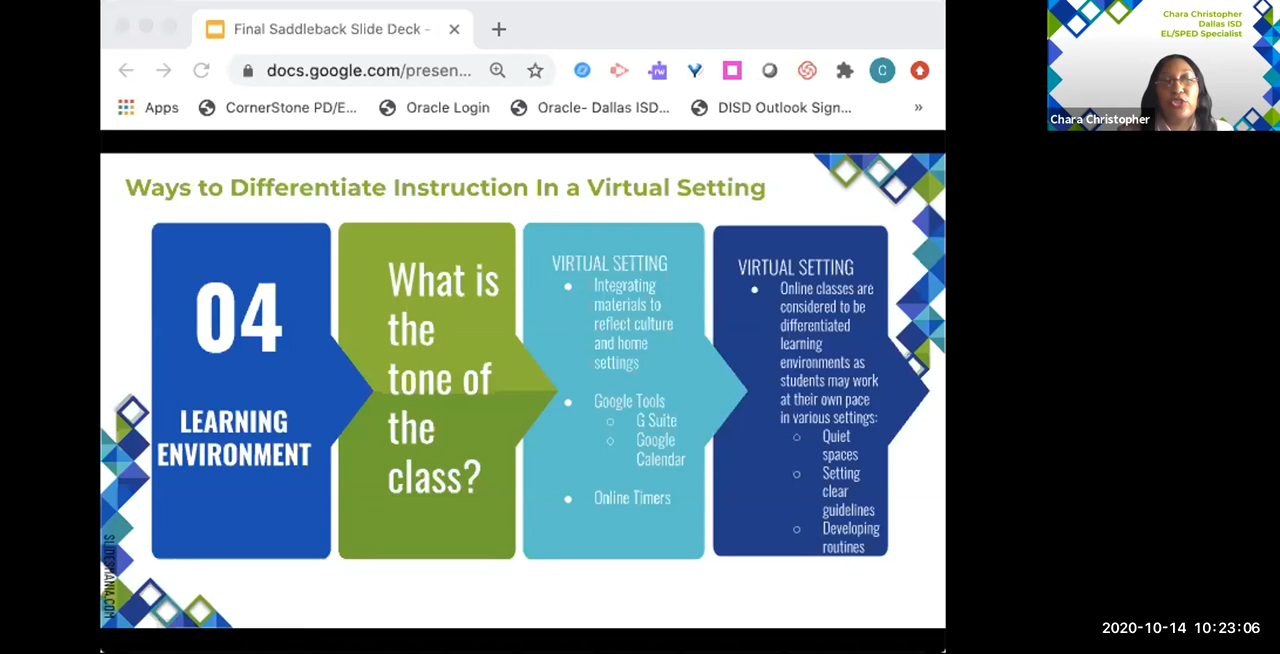 Final Saddleback Slide Deck -
docs.google.com/presen...
rw
C
Apps
CornerStone PD/E...
Oracle Login
Oracle- Dallas ISD...
DISD Outlook Sign...
»
Chara Christopher
Dallas ISD
EL/SPED Specialist
Chara Christopher
Ways to Differentiate Instruction In a Virtual Setting
04
LEARNING
ENVIRONMENT
What is
the
tone of
the
class?
VIRTUAL SETTING
Integrating
materials to
reflect culture
and home
settings
Google Tools
G Suite
Google
Calendar
Online Timers
VIRTUAL SETTING
Online classes are
considered to be
differentiated
learning
environments as
students may work
at their own pace
in various settings:
Quiet
spaces
Setting
clear
guidelines
Developing
routines
SLIDESMANIA.COM
2020-10-14 10:23:06